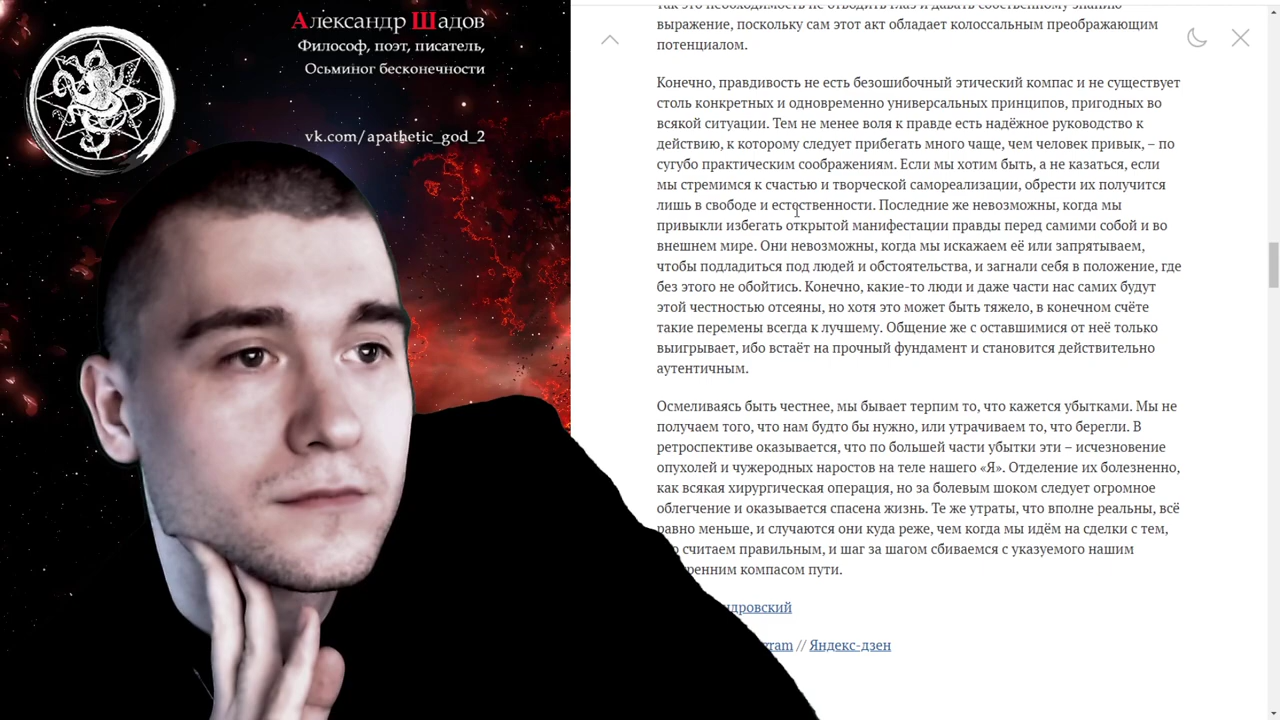 Александр Шадов
Философ, поэт, писатель,
Осьминог бесконечности
vk.com/apathetic_god_2
выражение, поскольку сам этот акт обладает колоссальным преображающим
потенциалом.
Конечно, правдивость не есть безошибочный этический компас и не существует
столь конкретных и одновременно универсальных принципов, пригодных во
всякой ситуации. Тем не менее воля к правде есть надёжное руководство к
действию, к которому следует прибегать много чаще, чем человек привык, – по
сугубо практическим соображениям. Если мы хотим быть, а не казаться, если
мы стремимся к счастью и творческой самореализации, обрести их получится
лишь в свободе и естественности. Последние же невозможны, когда мы
привыкли избегать открытой манифестации правды перед самими собой и во
внешнем мире. Они невозможны, когда мы искажаем её или запрятываем,
чтобы подладиться под людей и обстоятельства, и загнали себя в положение, где
без этого не обойтись. Конечно, какие-то люди и даже части нас самих будут
этой честностью отсеяны, но хотя это может быть тяжело, в конечном счёте
такие перемены всегда к лучшему. Общение же с оставшимися от неё только
выигрывает, ибо встаёт на прочный фундамент и становится действительно
аутентичным.
Осмеливаясь быть честнее, мы бывает терпим то, что кажется убытками. Мы не
получаем того, что нам будто бы нужно, или утрачиваем то, что берегли. В
ретроспективе оказывается, что по большей части убытки эти – исчезновение
опухолей и чужеродных наростов на теле нашего «Я». Отделение их болезненно,
как всякая хирургическая операция, но за болевым шоком следует огромное
облегчение и оказывается спасена жизнь. Те же утраты, что вполне реальны, всё
равно меньше, и случаются они куда реже, чем когда мы идём на сделки с тем,
считаем правильным, и шаг за шагом сбиваемся с указуемого нашим
компасом пути.
// Яндекс-дзен